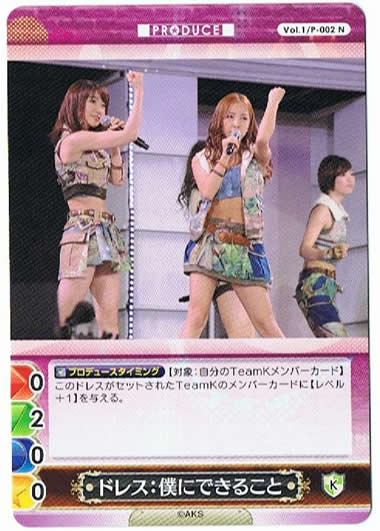 PRODUCE
Vol.1/P-002 N
プロデュースタイミング 【対象:自分のTeamKメンバーカード】
このドレスがセットされたTeamKのメンバーカードに【レベル
+1】を与える。
0
2
0
0
ドレス:僕にできること
K
©AKS